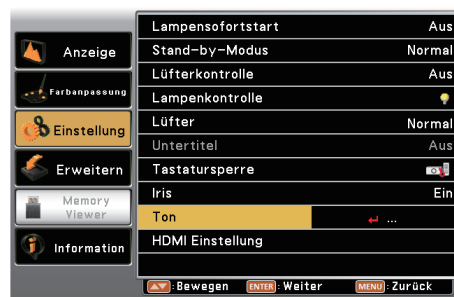 Anzeige
Farbanpassung
Einstellung
Erweitern
Memory
Viewer
Information
Lampensofortstart Aus
Stand-by-Modus Normal
Lüfterkontrolle Aus
Lampenkontrolle
Lüfter Normal
Untertitel Aus
Tastatursperre
Iris Ein
Ton ...
HDMI Einstellung
:Bewegen ENTER :Weiter MENU :Zurück